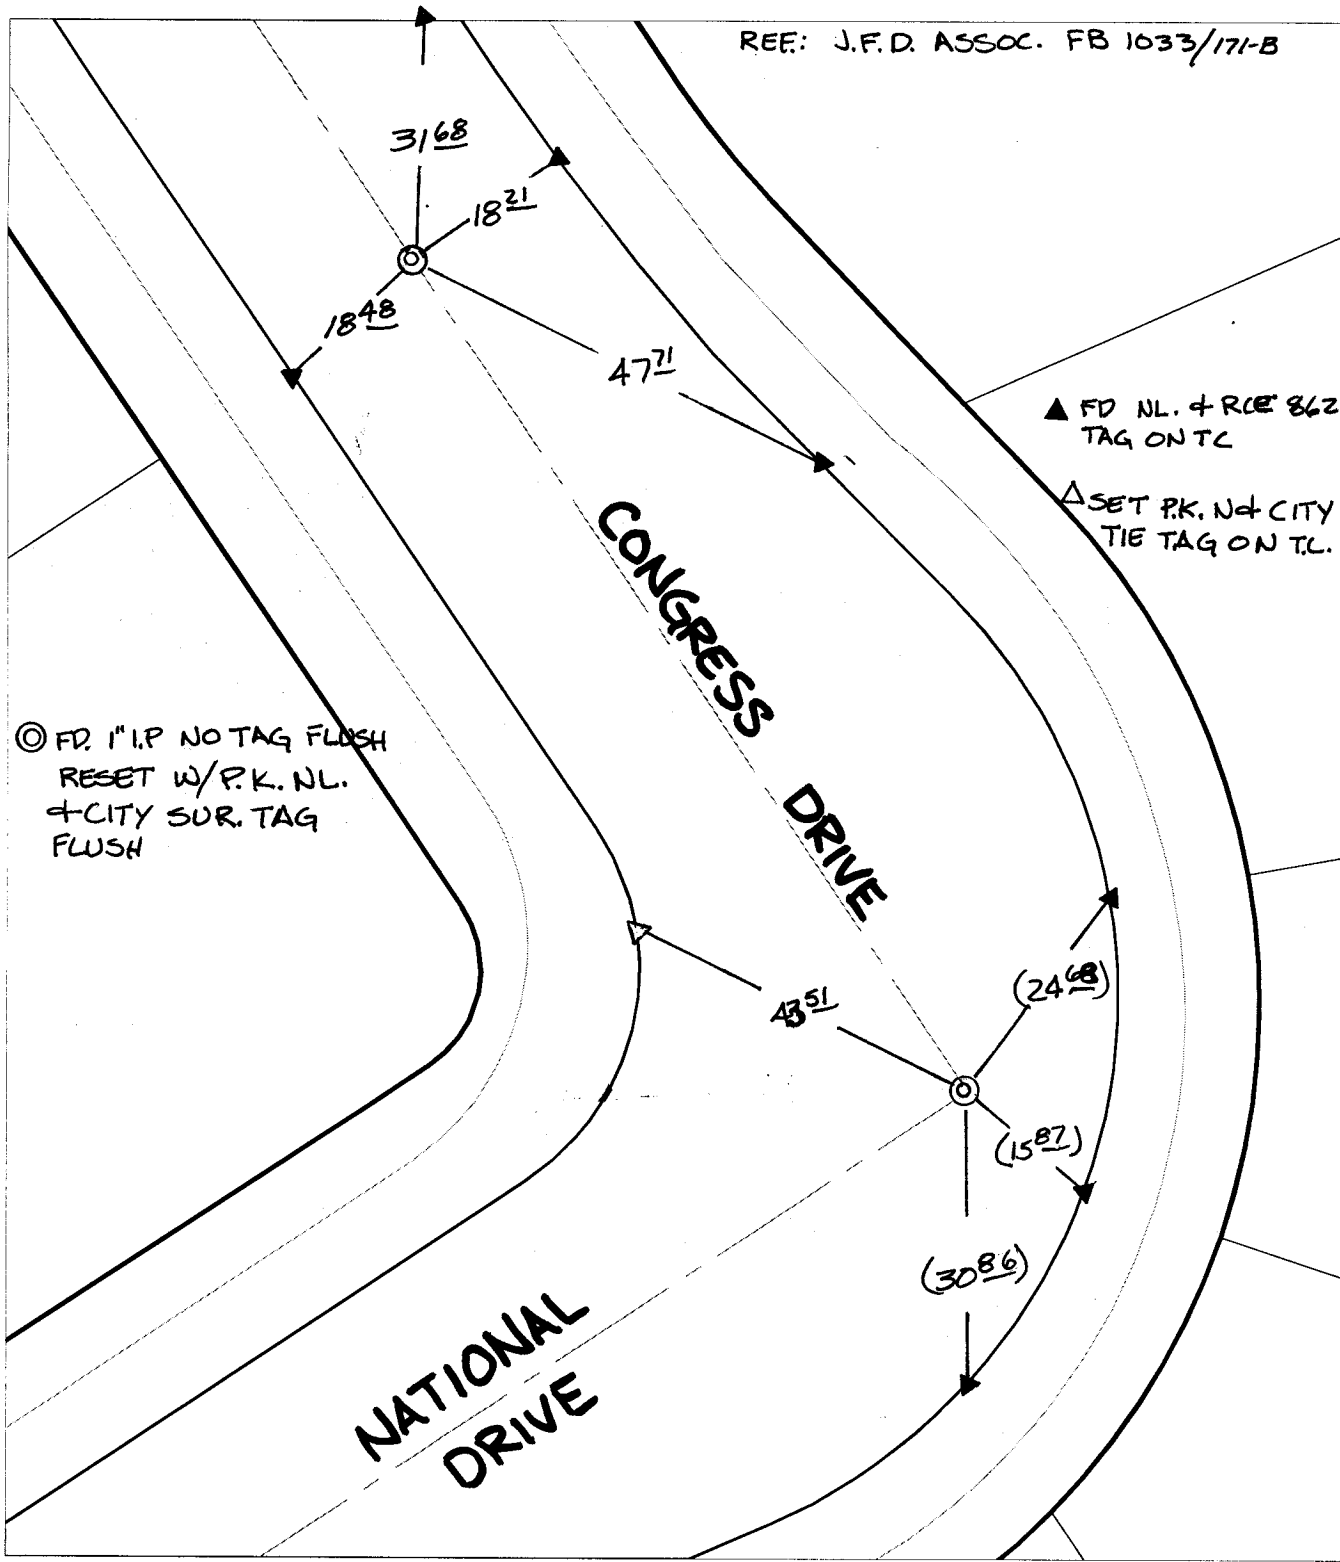 REF.: J.F.D. ASSOC. FB 1033/171-B
31 68
18 21
18 48
47 71
▲ FD NL. & RCE 862
TAG ON TC
△ SET P.K. N & CITY
TIE TAG ON T.C.
CONGRESS DRIVE
◎ FD. 1" I.P NO TAG FLUSH
RESET W/P.K. NL.
& CITY SUR. TAG
FLUSH
(24 68)
43 51
(15 87)
(30 86)
NATIONAL
DRIVE